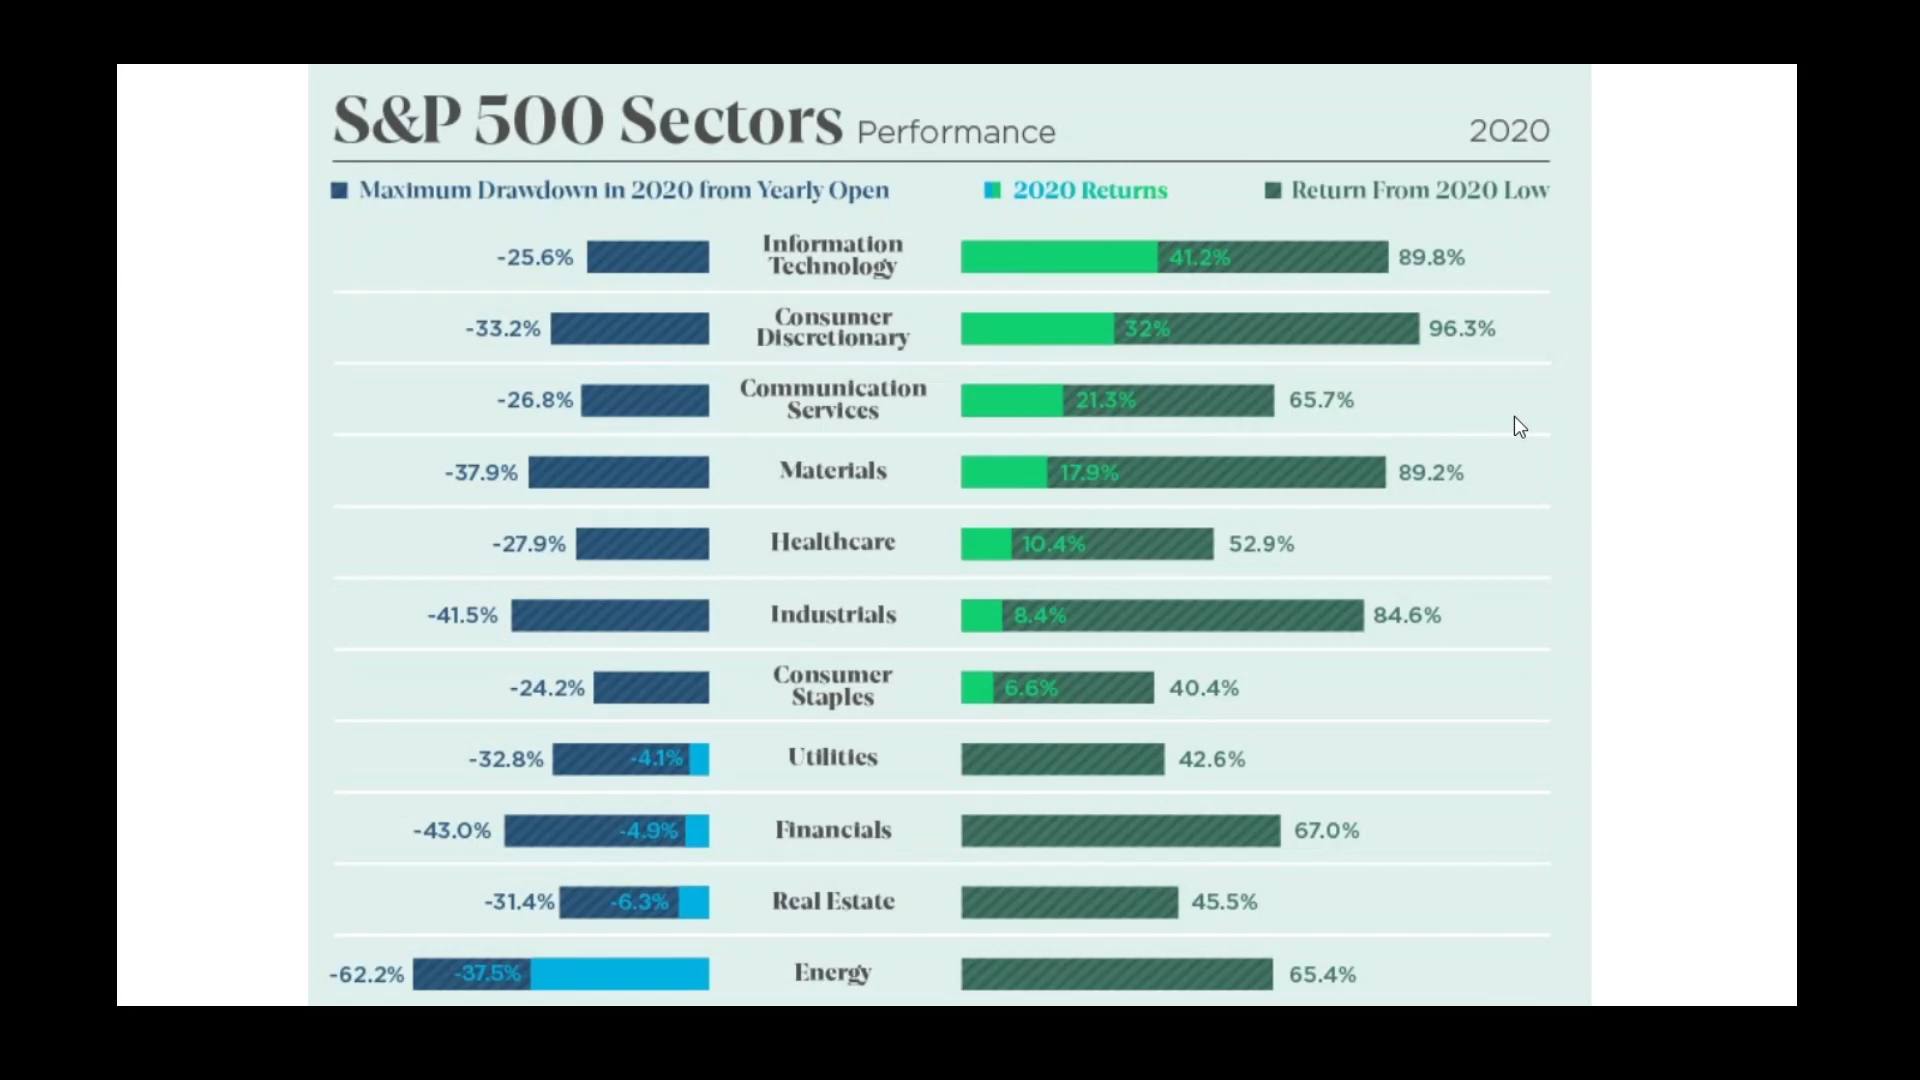 S&P 500 Sectors Performance 2020
Maximum Drawdown in 2020 from Yearly Open 2020 Returns Return From 2020 Low
-25.6% Information Technology 41.2% 89.8%
-33.2% Consumer Discretionary 32% 96.3%
-26.8% Communication Services 21.3% 65.7%
-37.9% Materials 17.9% 89.2%
-27.9% Healthcare 10.4% 52.9%
-41.5% Industrials 8.4% 84.6%
-24.2% Consumer Staples 6.6% 40.4%
-32.8% -4.1% Utilities 42.6%
-43.0% -4.9% Financials 67.0%
-31.4% -6.3% Real Estate 45.5%
-62.2% -37.5% Energy 65.4%